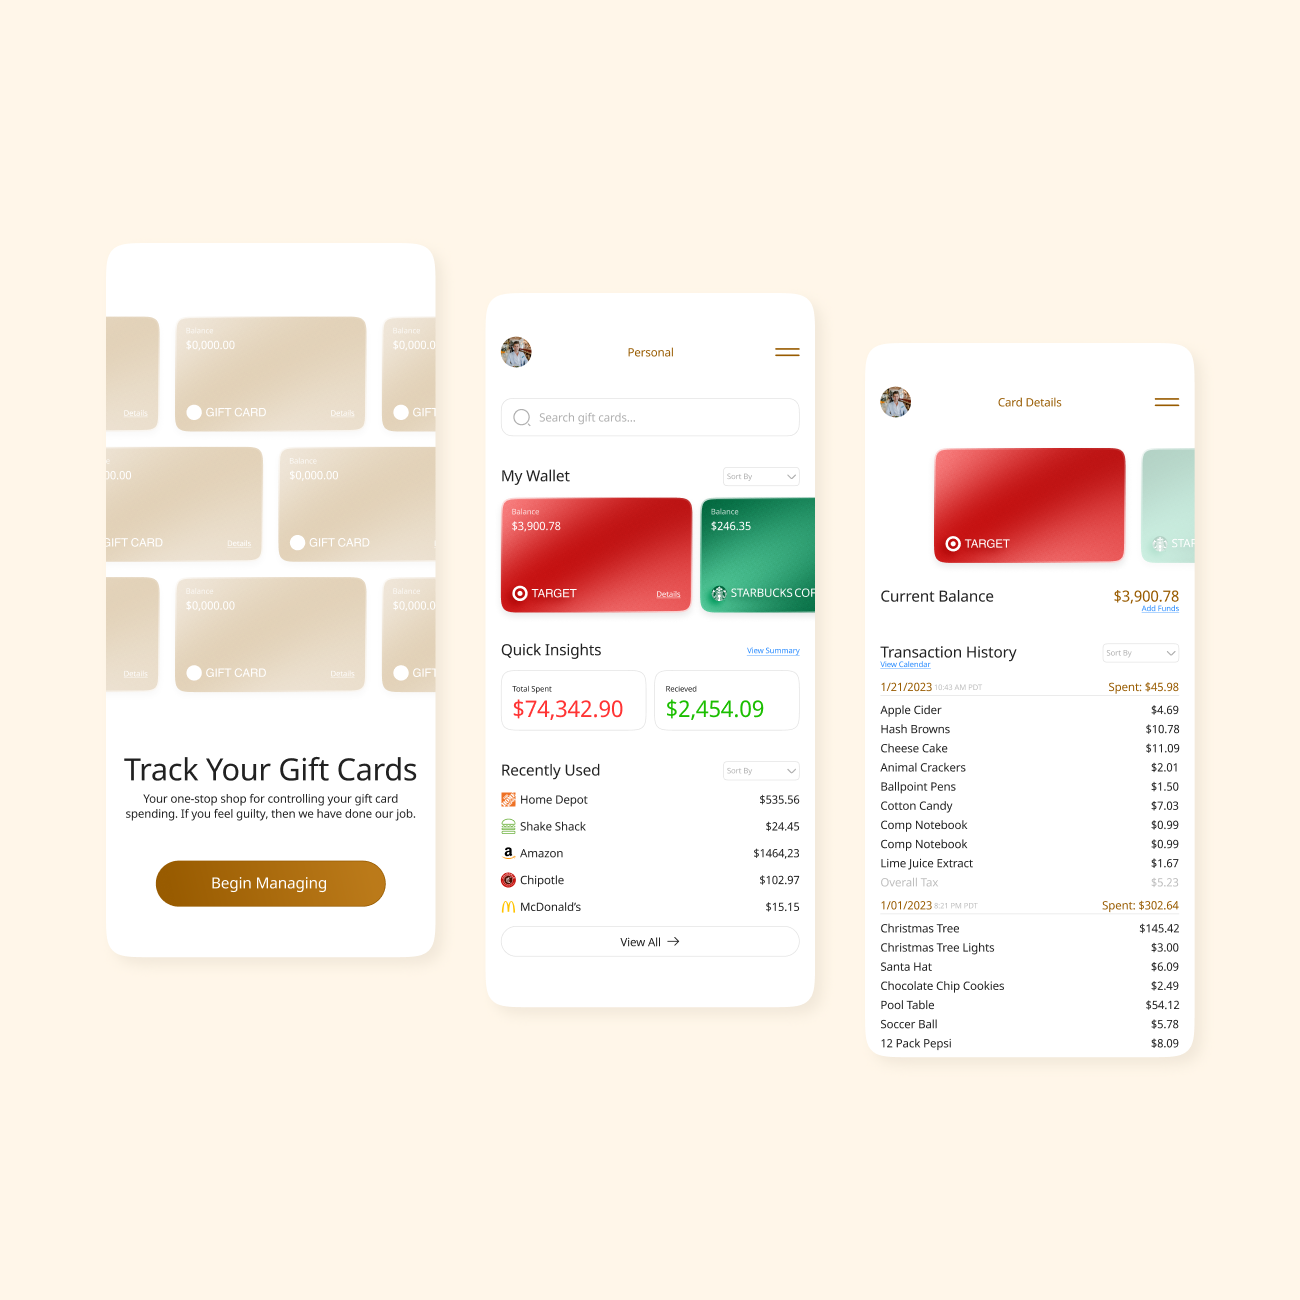 Balance
$0,000.00
GIFT CARD
Details
Details
Balance
$0,000.0
GIFT
00.00
GIFT CARD
Details
Balance
$0,000.00
GIFT CARD
Details
Balance
$0,000.00
GIFT CARD
Details
Balance
$0,000.0
GIFT
Track Your Gift Cards
Your one-stop shop for controlling your gift card
spending. If you feel guilty, then we have done our job.
Begin Managing
Personal
Search gift cards...
My Wallet
Sort By
Balance
$3,900.78
TARGET
Details
Balance
$246.35
STARBUCKS COF
Quick Insights
View Summary
Total Spent
$74,342.90
Recieved
$2,454.09
Recently Used
Sort By
Home Depot $535.56
Shake Shack $24.45
Amazon $1464,23
Chipotle $102.97
McDonald's $15.15
View All →
Card Details
TARGET
STAR
Current Balance $3,900.78
Add Funds
Transaction History
Sort By
View Calendar
1/21/2023 10:43 AM PDT Spent: $45.98
Apple Cider $4.69
Hash Browns $10.78
Cheese Cake $11.09
Animal Crackers $2.01
Ballpoint Pens $1.50
Cotton Candy $7.03
Comp Notebook $0.99
Comp Notebook $0.99
Lime Juice Extract $1.67
Overall Tax $5.23
1/01/2023 8:21 PM PDT Spent: $302.64
Christmas Tree $145.42
Christmas Tree Lights $3.00
Santa Hat $6.09
Chocolate Chip Cookies $2.49
Pool Table $54.12
Soccer Ball $5.78
12 Pack Pepsi $8.09